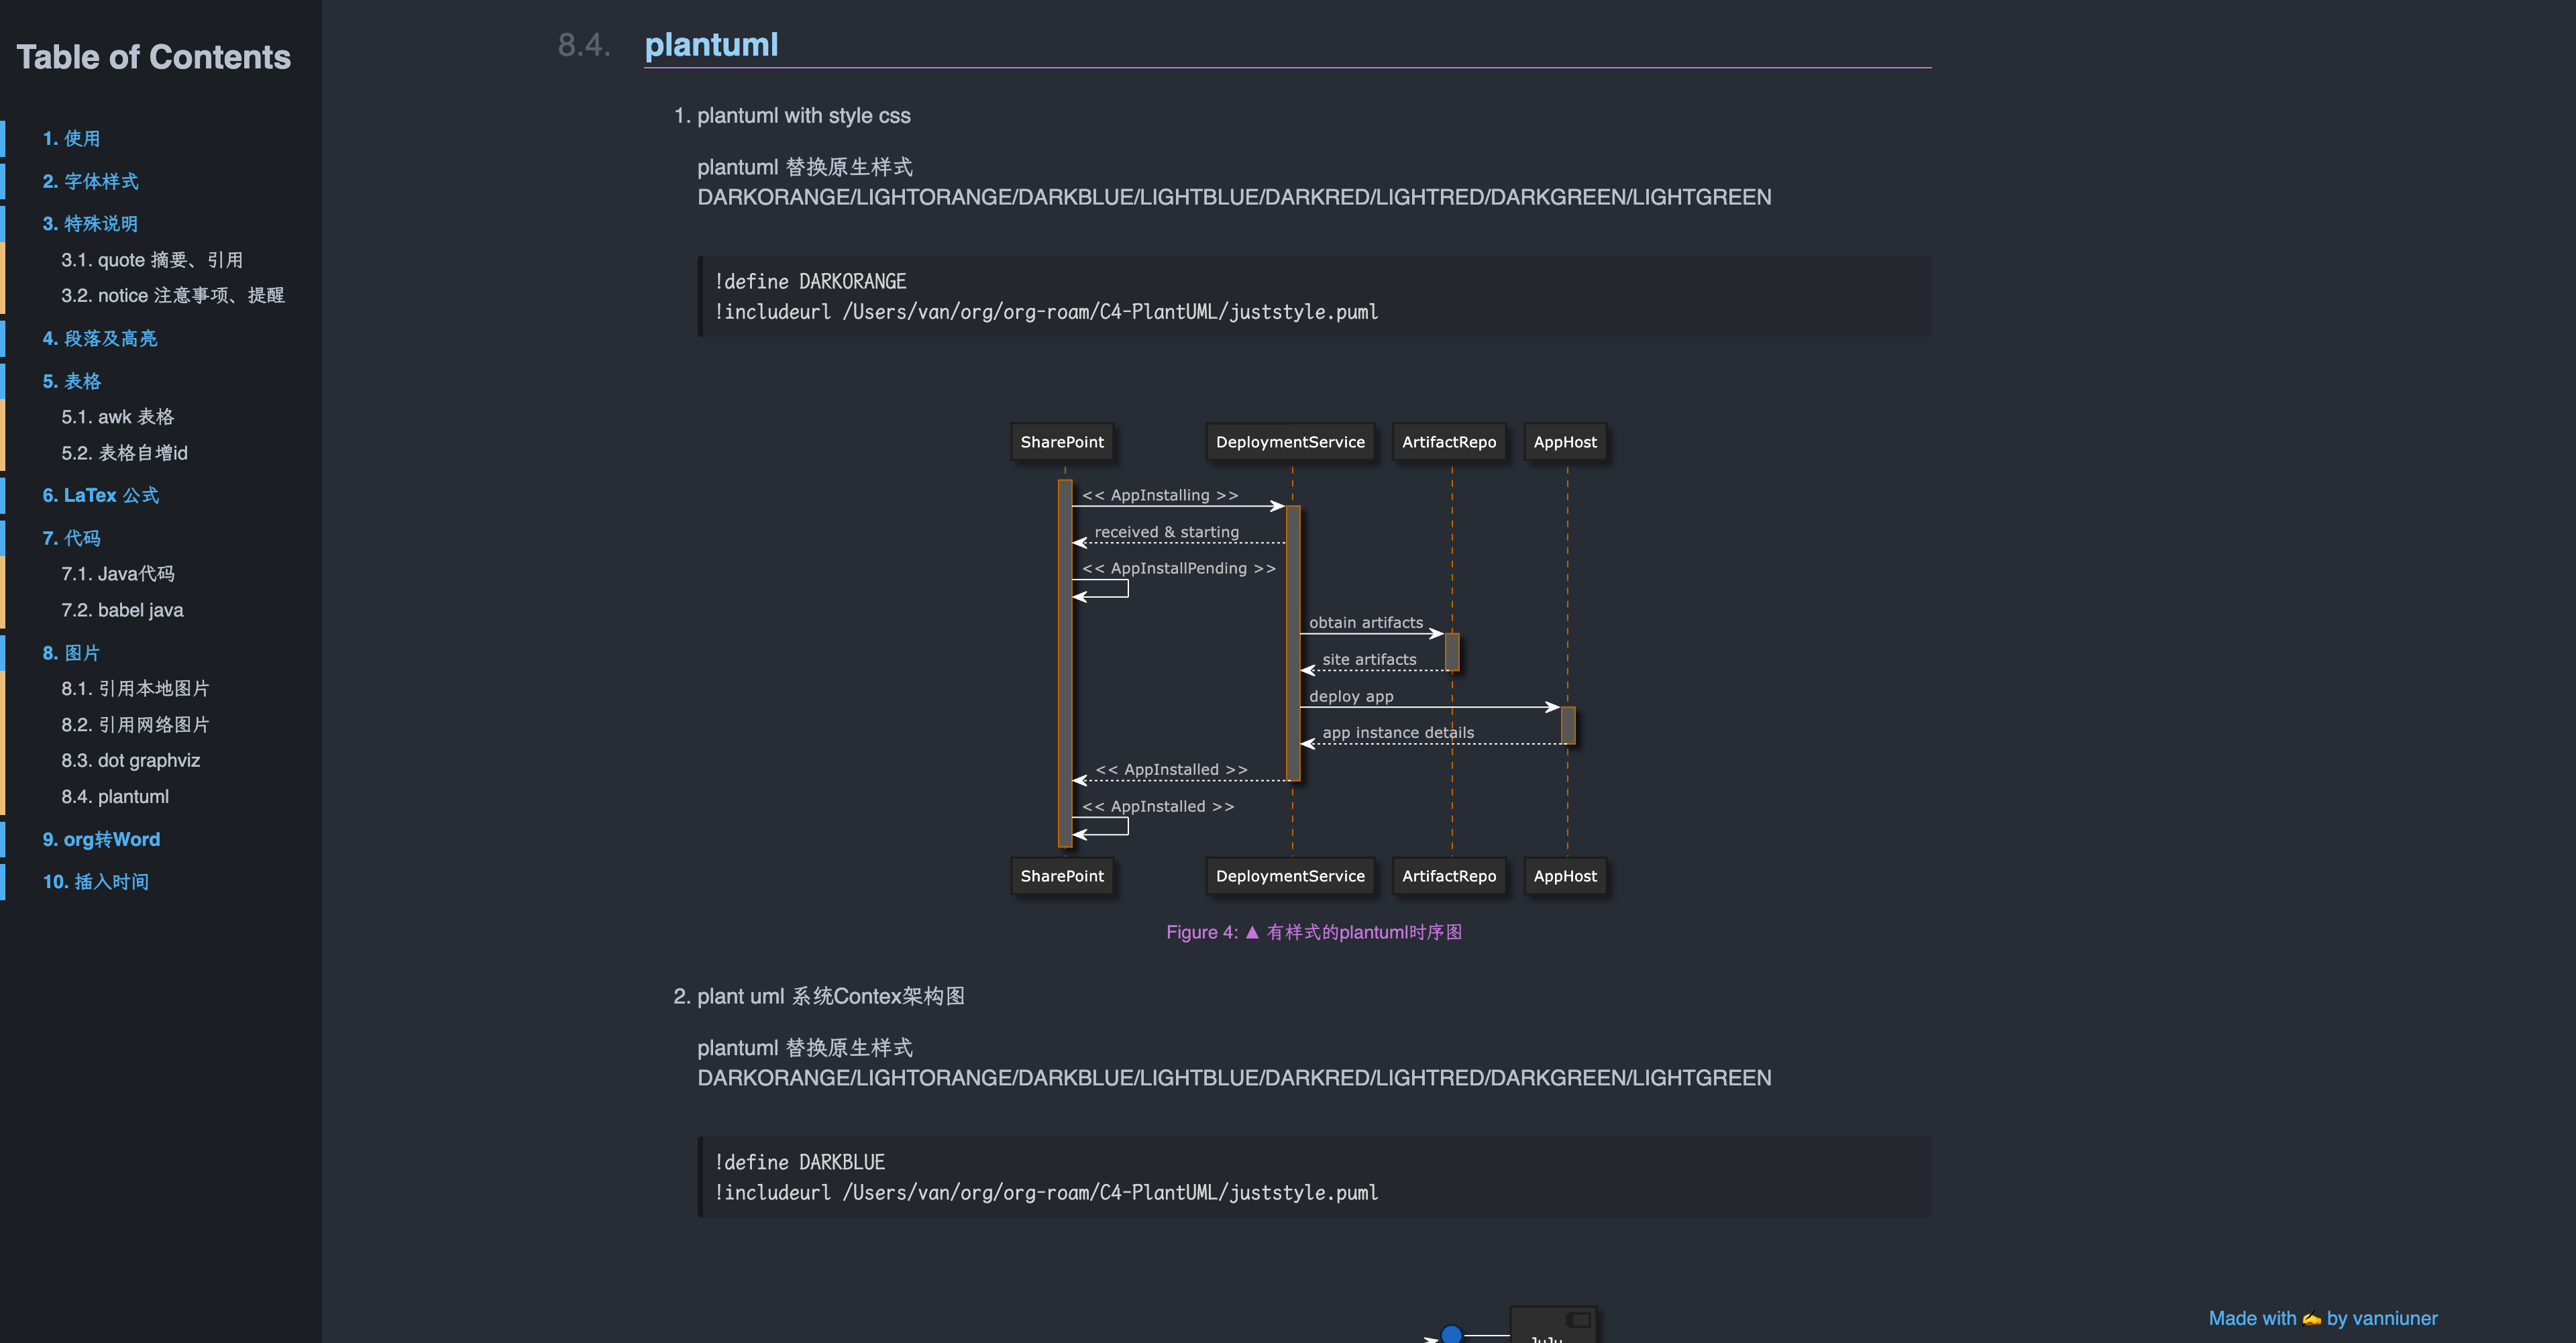 Table of Contents
1. 使用
2. 字体样式
3. 特殊说明
3.1. quote 摘要、引用
3.2. notice 注意事项、提醒
4. 段落及高亮
5. 表格
5.1. awk 表格
5.2. 表格自增id
6. LaTex 公式
7. 代码
7.1. Java代码
7.2. babel java
8. 图片
8.1. 引用本地图片
8.2. 引用网络图片
8.3. dot graphviz
8.4. plantuml
9. org转Word
10. 插入时间
8.4. plantuml
1. plantuml with style css
plantuml 替换原生样式
DARKORANGE/LIGHTORANGE/DARKBLUE/LIGHTBLUE/DARKRED/LIGHTRED/DARKGREEN/LIGHTGREEN
!define DARKORANGE
!includeurl /Users/van/org/org-roam/C4-PlantUML/juststyle.puml
SharePoint DeploymentService ArtifactRepo AppHost
<< AppInstalling >>
received & starting
<< AppInstallPending >>
obtain artifacts
site artifacts
deploy app
app instance details
<< AppInstalled >>
<< AppInstalled >>
SharePoint DeploymentService ArtifactRepo AppHost
Figure 4: ▲ 有样式的plantuml时序图
2. plant uml 系统Contex架构图
plantuml 替换原生样式
DARKORANGE/LIGHTORANGE/DARKBLUE/LIGHTBLUE/DARKRED/LIGHTRED/DARKGREEN/LIGHTGREEN
!define DARKBLUE
!includeurl /Users/van/org/org-roam/C4-PlantUML/juststyle.puml
Made with ✍ by vanniuner